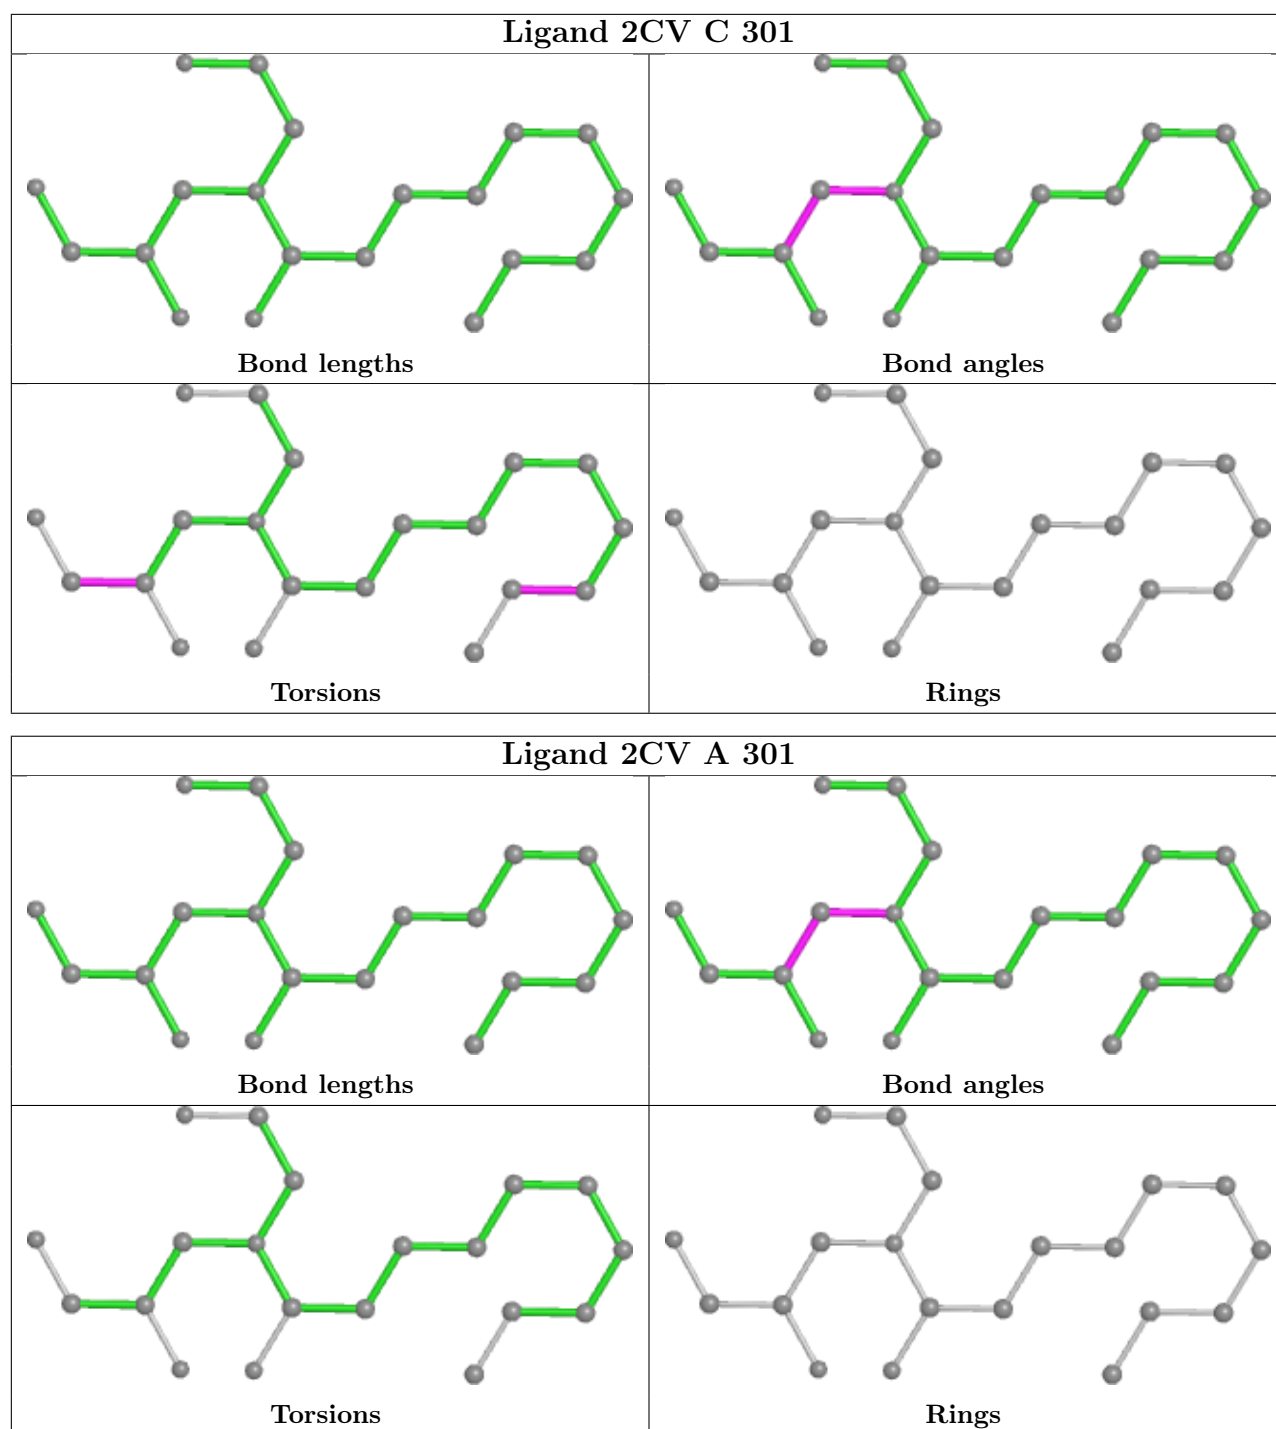 Ligand 2CV C 301
Bond lengths
Bond angles
Torsions
Rings
Ligand 2CV A 301
Bond lengths
Bond angles
Torsions
Rings